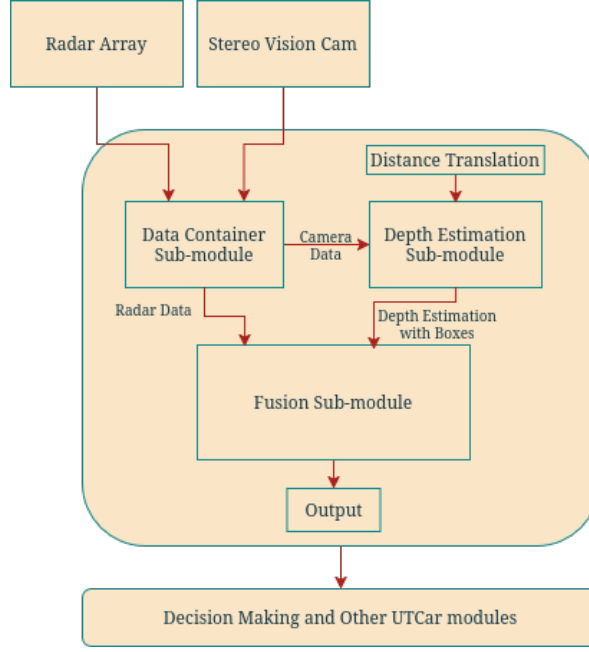 Radar Array
Stereo Vision Cam
Distance Translation
Data Container
Sub-module
Camera
Data
Depth Estimation
Sub-module
Radar Data
Depth Estimation
with Boxes
Fusion Sub-module
Output
Decision Making and Other UTCar modules